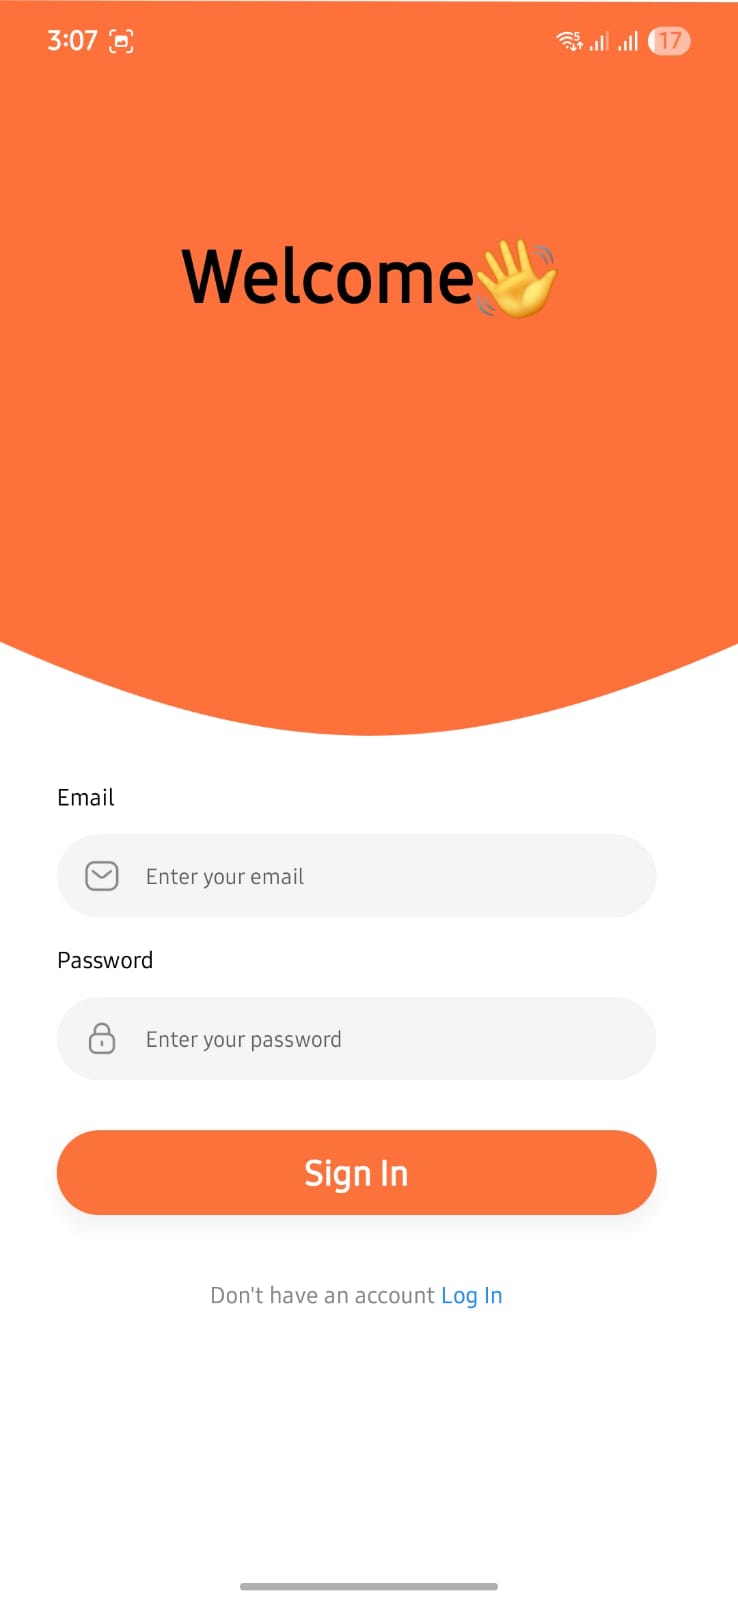 3:07 17
Welcome👋
Email
Enter your email
Password
Enter your password
Sign In
Don't have an account Log In